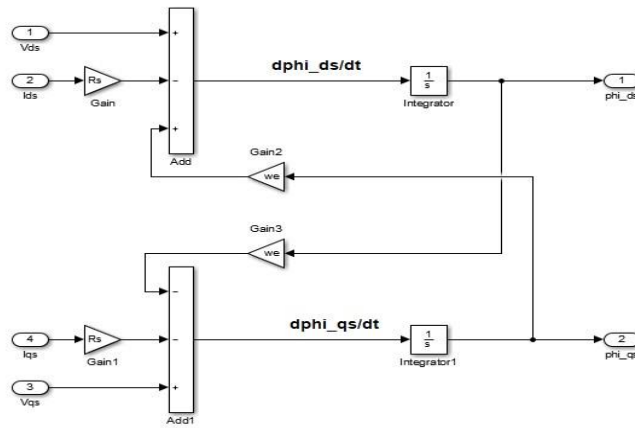 1
Vds
2
Ids
Rs
Gain
+
−
+
Add
dphi_ds/dt
1
s
Integrator
1
phi_ds
Gain2
we
Gain3
we
4
Iqs
Rs
Gain1
3
Vqs
−
−
+
Add1
dphi_qs/dt
1
s
Integrator1
2
phi_qs